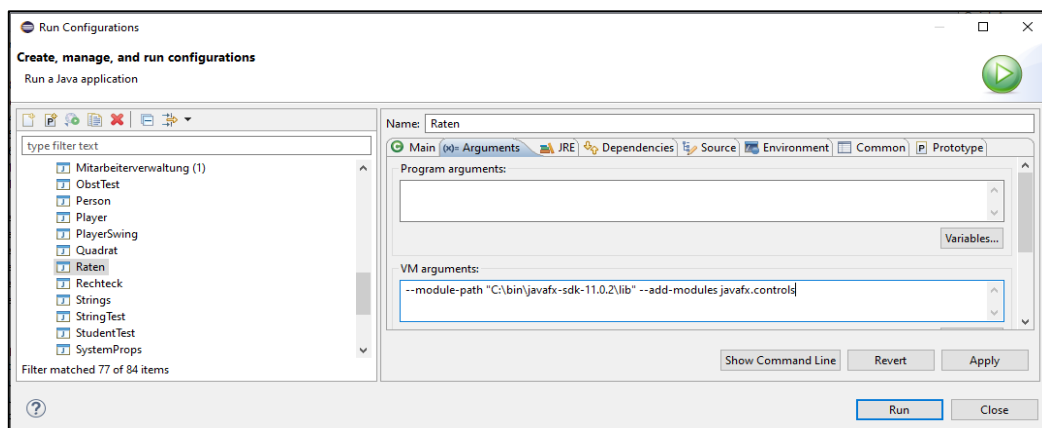 Run Configurations
Create, manage, and run configurations
Run a Java application
type filter text
Mitarbeiterverwaltung (1)
ObstTest
Person
Player
PlayerSwing
Quadrat
Raten
Rechteck
Strings
StringTest
StudentTest
SystemProps
Filter matched 77 of 84 items
Name: Raten
Main (x)= Arguments JRE Dependencies Source Environment Common Prototype
Program arguments:
Variables...
VM arguments:
--module-path "C:\bin\javafx-sdk-11.0.2\lib" --add-modules javafx.controls
Show Command Line Revert Apply
Run Close